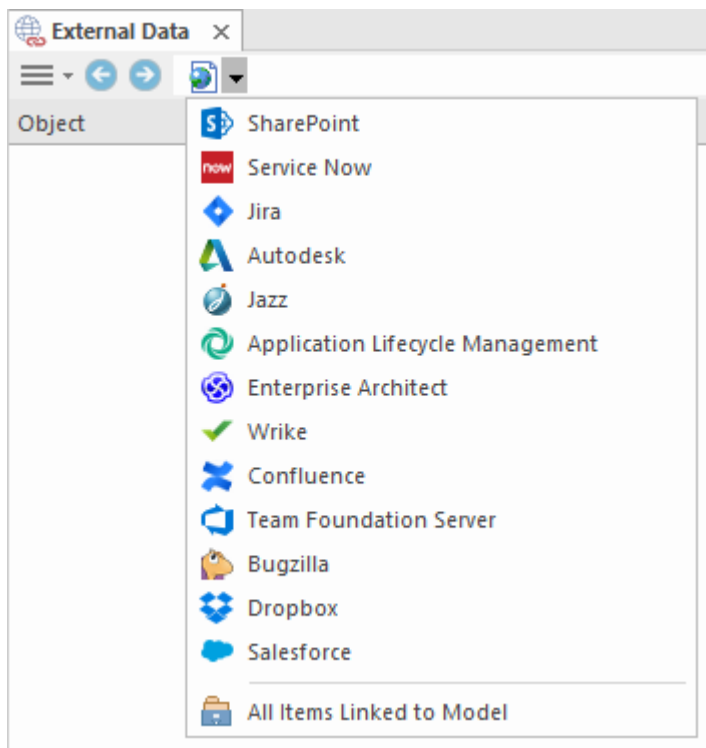 External Data
Object
SharePoint
now Service Now
Jira
Autodesk
Jazz
Application Lifecycle Management
Enterprise Architect
Wrike
Confluence
Team Foundation Server
Bugzilla
Dropbox
Salesforce
All Items Linked to Model